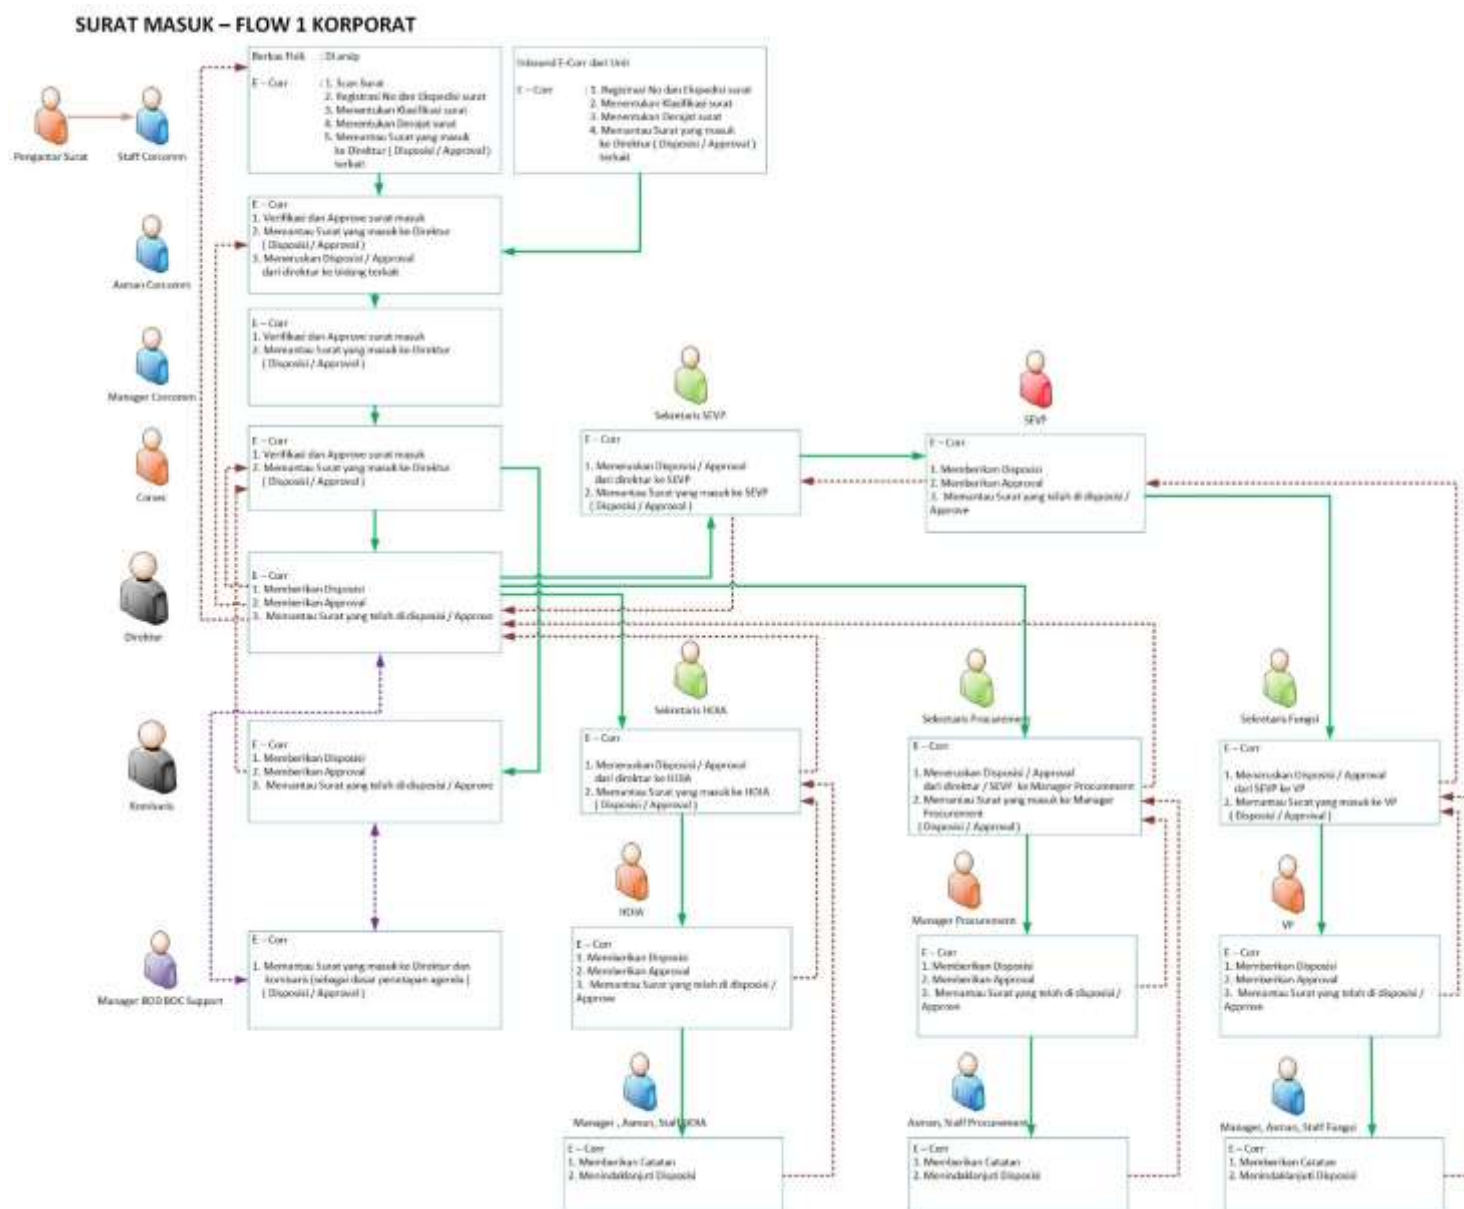 SURAT MASUK – FLOW 1 KORPORAT
Berkas Fisik : Di arsip
E – Corr : 1. Scan Surat
2. Registrasi No dan Ekspedisi surat
3. Menentukan Klasifikasi surat
4. Menentukan Derajat surat
5. Memantau Surat yang masuk
ke Direktur ( Disposisi / Approval )
terkait
Inbound E-Corr dari Unit
E – Corr : 1. Registrasi No dan Ekspedisi surat
2. Menentukan Klasifikasi surat
3. Menentukan Derajat surat
4. Memantau Surat yang masuk
ke Direktur ( Disposisi / Approval )
terkait
Pengantar Surat
Staff Corcomm
E – Corr
1. Verifikasi dan Approve surat masuk
2. Memantau Surat yang masuk ke Direktur
( Disposisi / Approval )
3. Meneruskan Disposisi / Approval
dari direktur ke bidang terkait
Asman Corcomm
E – Corr
1. Verifikasi dan Approve surat masuk
2. Memantau Surat yang masuk ke Direktur
( Disposisi / Approval )
Manager Corcomm
E – Corr
1. Verifikasi dan Approve surat masuk
2. Memantau Surat yang masuk ke Direktur
( Disposisi / Approval )
Corsec
Sekretaris SEVP
E – Corr
1. Meneruskan Disposisi / Approval
dari direktur ke SEVP
2. Memantau Surat yang masuk ke SEVP
( Disposisi / Approval )
SEVP
E – Corr
1. Memberikan Disposisi
2. Memberikan Approval
3. Memantau Surat yang telah di disposisi /
Approve
E – Corr
1. Memberikan Disposisi
2. Memberikan Approval
3. Memantau Surat yang telah di disposisi / Approve
Direktur
E – Corr
1. Memberikan Disposisi
2. Memberikan Approval
3. Memantau Surat yang telah di disposisi / Approve
Komisaris
E – Corr
1. Memantau Surat yang masuk ke Direktur dan
komisaris (sebagai dasar penetapan agenda (
( Disposisi / Approval )
Manager BOD BOC Support
Sekretaris HOIA
E – Corr
1. Meneruskan Disposisi / Approval
dari direktur ke HOIA
2. Memantau Surat yang masuk ke HOIA
( Disposisi / Approval )
HOIA
E – Corr
1. Memberikan Disposisi
2. Memberikan Approval
3. Memantau Surat yang telah di disposisi /
Approve
Manager , Asman, Staff HOIA
E – Corr
1. Memberikan Catatan
2. Menindaklanjuti Disposisi
Sekretaris Procurement
E – Corr
1. Meneruskan Disposisi / Approval
dari direktur / SEVP ke Manager Procurement
2. Memantau Surat yang masuk ke Manager
Procurement
( Disposisi / Approval )
Manager Procurement
E – Corr
1. Memberikan Disposisi
2. Memberikan Approval
3. Memantau Surat yang telah di disposisi /
Approve
Asman, Staff Procurement
E – Corr
1. Memberikan Catatan
2. Menindaklanjuti Disposisi
Sekretaris Fungsi
E – Corr
1. Meneruskan Disposisi / Approval
dari SEVP ke VP
2. Memantau Surat yang masuk ke VP
( Disposisi / Approval )
VP
E – Corr
1. Memberikan Disposisi
2. Memberikan Approval
3. Memantau Surat yang telah di disposisi /
Approve
Manager, Asman, Staff Fungsi
E – Corr
1. Memberikan Catatan
2. Menindaklanjuti Disposisi